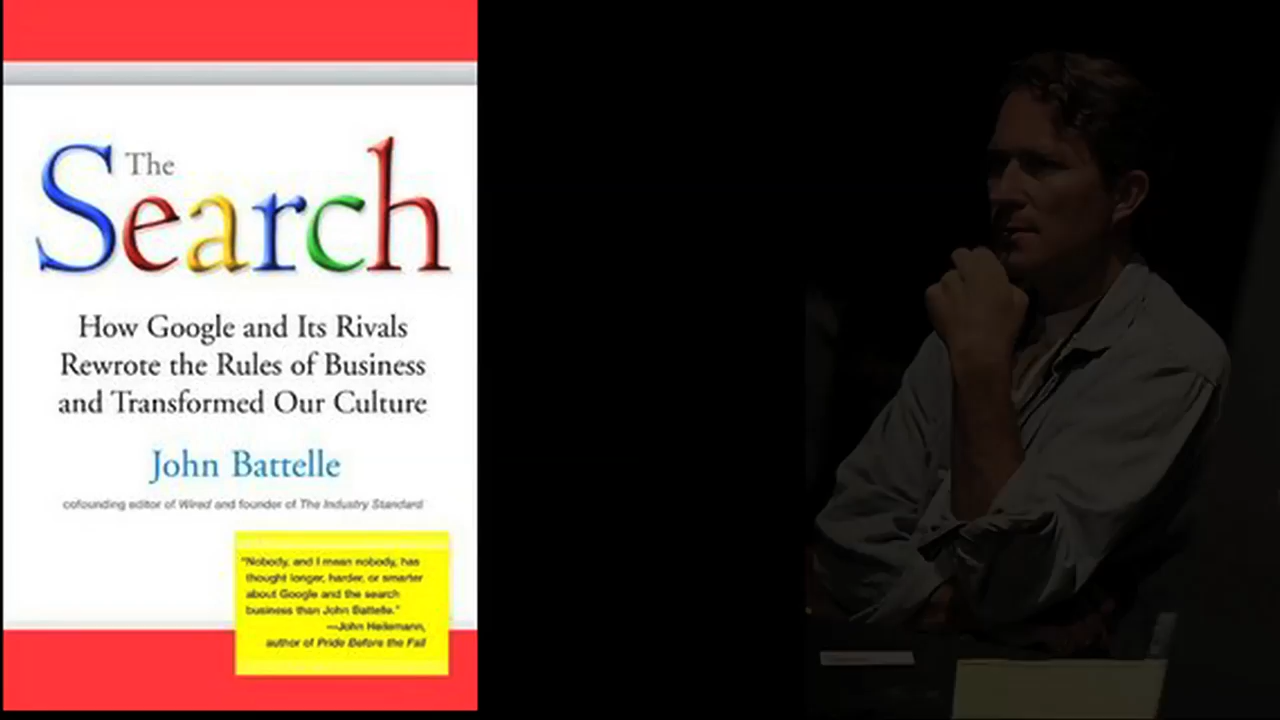 The
Search
How Google and Its Rivals
Rewrote the Rules of Business
and Transformed Our Culture
John Battelle
cofounding editor of Wired and founder of The Industry Standard
"Nobody, and I mean nobody, has
thought longer, harder, or smarter
about Google and the search
business than John Battelle."
—John Heilemann,
author of Pride Before the Fall